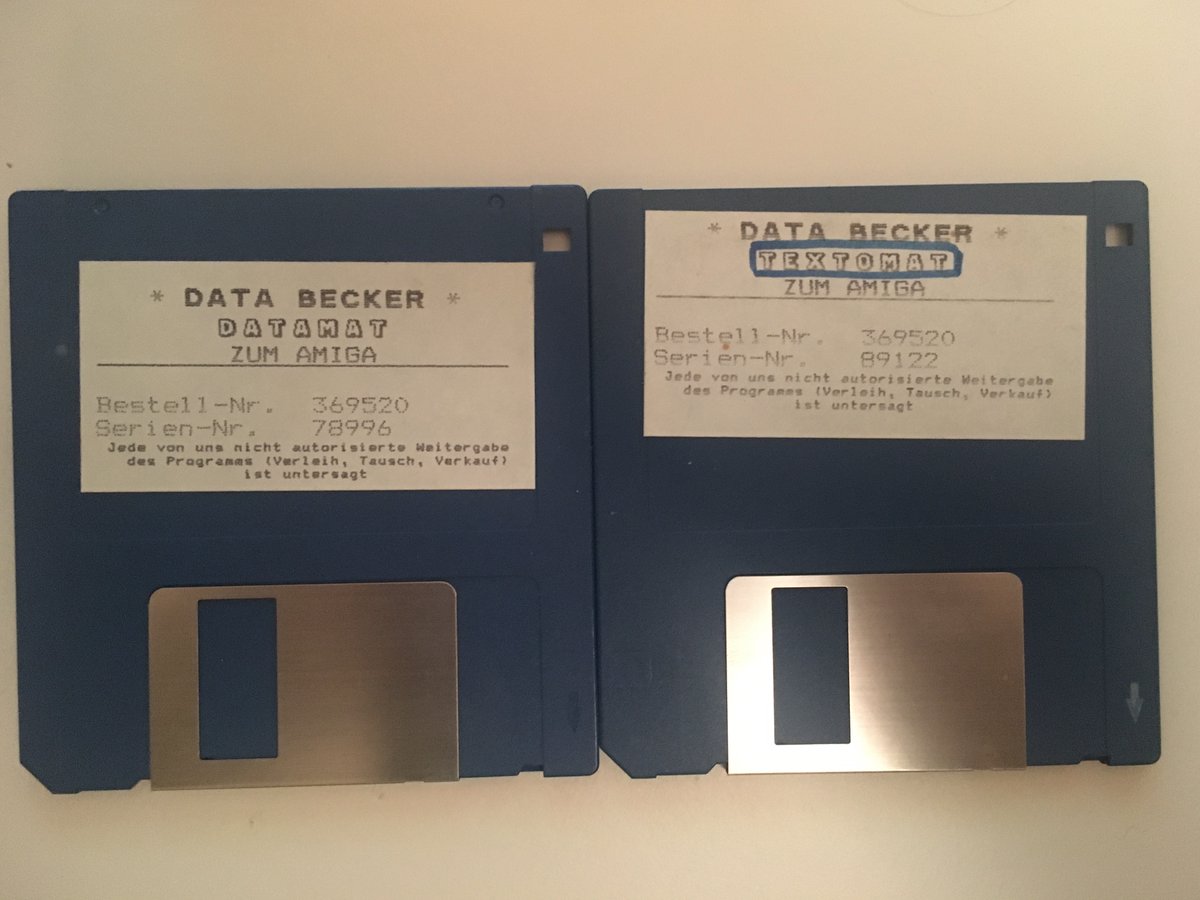 * DATA BECKER *
DATAMAT
ZUM AMIGA
Bestell-Nr. 369520
Serien-Nr. 78996
Jede von uns nicht autorisierte Weitergabe
des Programmes (Verleih, Tausch, Verkauf)
ist untersagt
* DATA BECKER *
TEXTOMAT
ZUM AMIGA
Bestell-Nr. 369520
Serien-Nr. 89122
Jede von uns nicht autorisierte Weitergabe
des Programmes (Verleih, Tausch, Verkauf)
ist untersagt